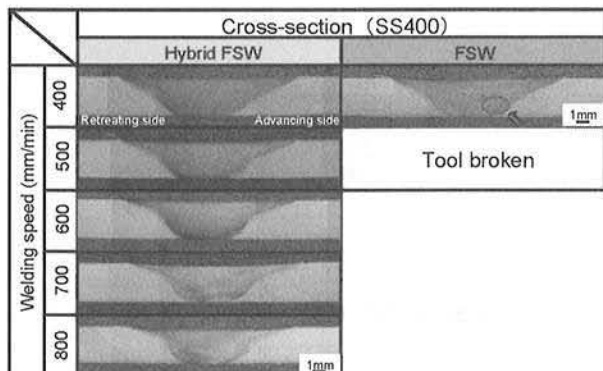 Cross-section（SS400）
Hybrid FSW
FSW
Welding speed (mm/min)
400
Retreating side
Advancing side
1mm
500
Tool broken
600
700
800
1mm